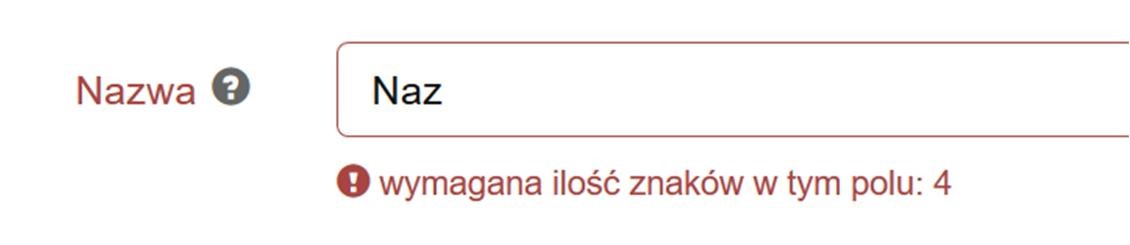 Nazwa ? Naz
! wymagana ilość znaków w tym polu: 4